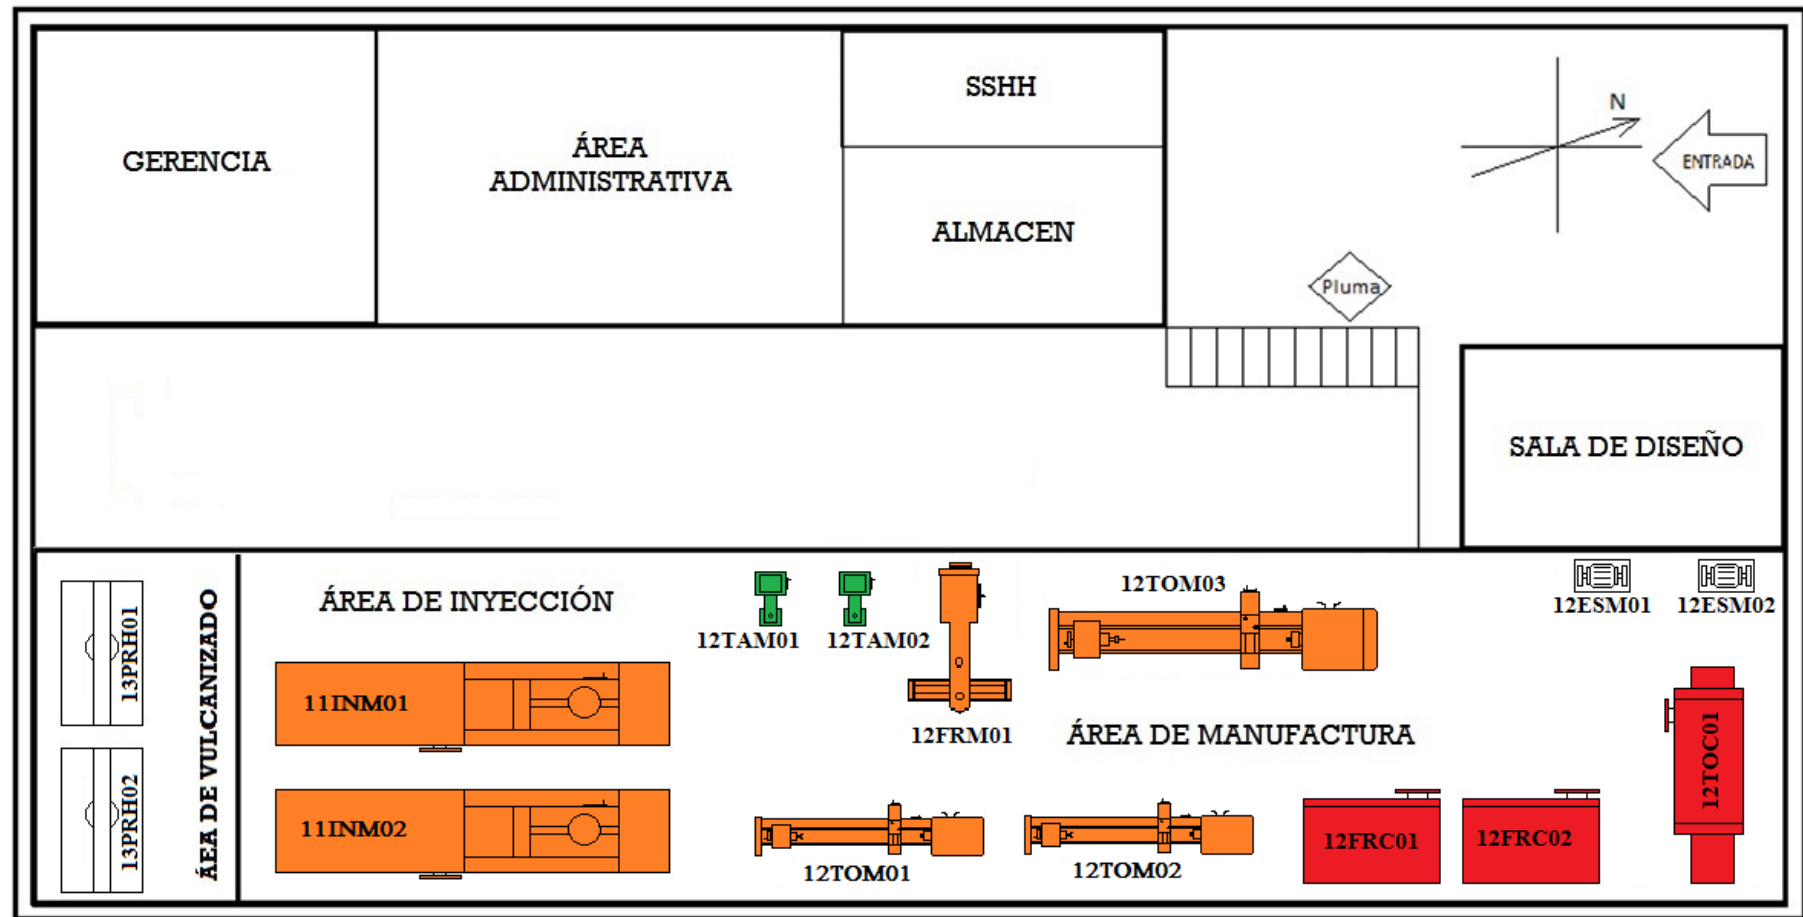 GERENCIA
ÁREA
ADMINISTRATIVA
SSHH
ALMACEN
N
ENTRADA
Pluma
SALA DE DISEÑO
13PRH01
13PRH02
ÁEA DE VULCANIZADO
ÁREA DE INYECCIÓN
11INM01
11INM02
12TAM01
12TAM02
12FRM01
12TOM03
12ESM01
12ESM02
ÁREA DE MANUFACTURA
12TOM01
12TOM02
12FRC01
12FRC02
12TOC01